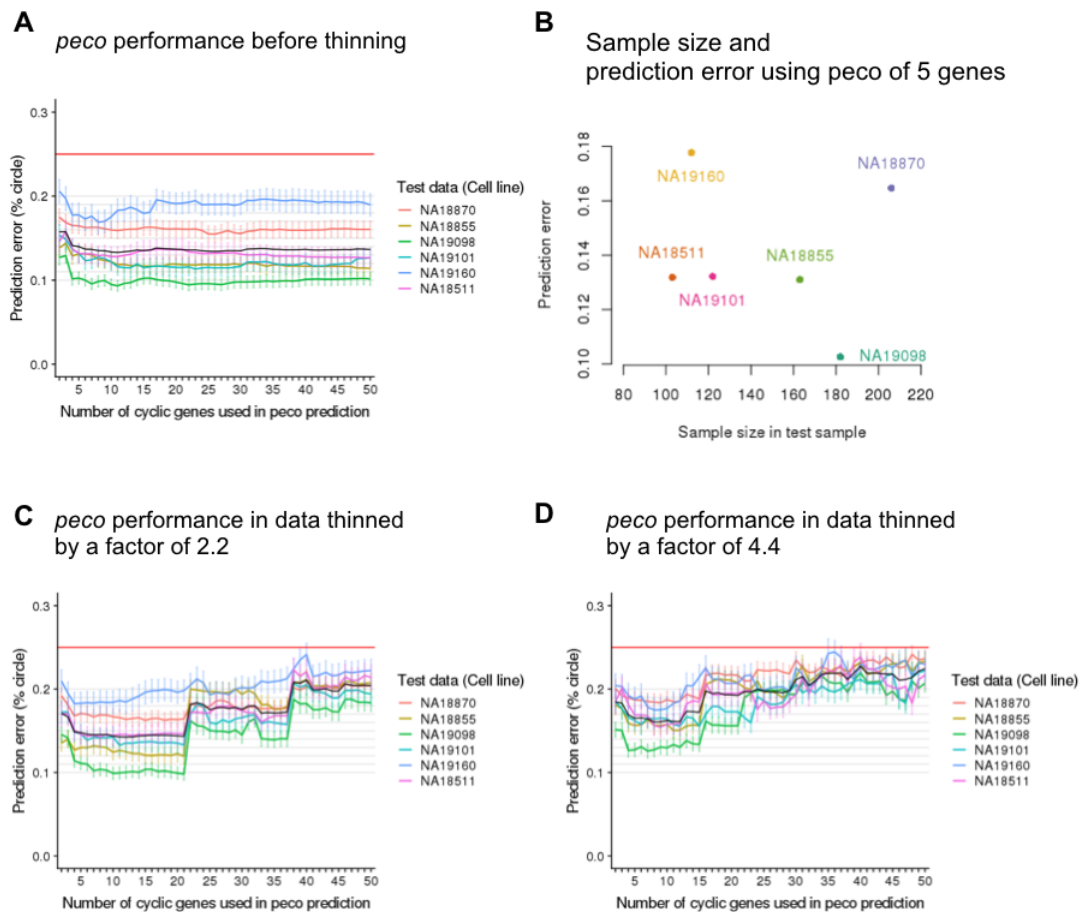 A
peco performance before thinning
0.3
0.2
0.1
0.0
Prediction error (% circle)
5 10 15 20 25 30 35 40 45 50
Number of cyclic genes used in peco prediction
Test data (Cell line)
NA18870
NA18855
NA19098
NA19101
NA19160
NA18511
B
Sample size and
prediction error using peco of 5 genes
0.18
0.16
0.14
0.12
0.10
Prediction error
NA19160
NA18870
NA18511
NA18855
NA19101
NA19098
80 100 120 140 160 180 200 220
Sample size in test sample
C
peco performance in data thinned
by a factor of 2.2
0.3
0.2
0.1
0.0
Prediction error (% circle)
5 10 15 20 25 30 35 40 45 50
Number of cyclic genes used in peco prediction
Test data (Cell line)
NA18870
NA18855
NA19098
NA19101
NA19160
NA18511
D
peco performance in data thinned
by a factor of 4.4
0.3
0.2
0.1
0.0
Prediction error (% circle)
5 10 15 20 25 30 35 40 45 50
Number of cyclic genes used in peco prediction
Test data (Cell line)
NA18870
NA18855
NA19098
NA19101
NA19160
NA18511